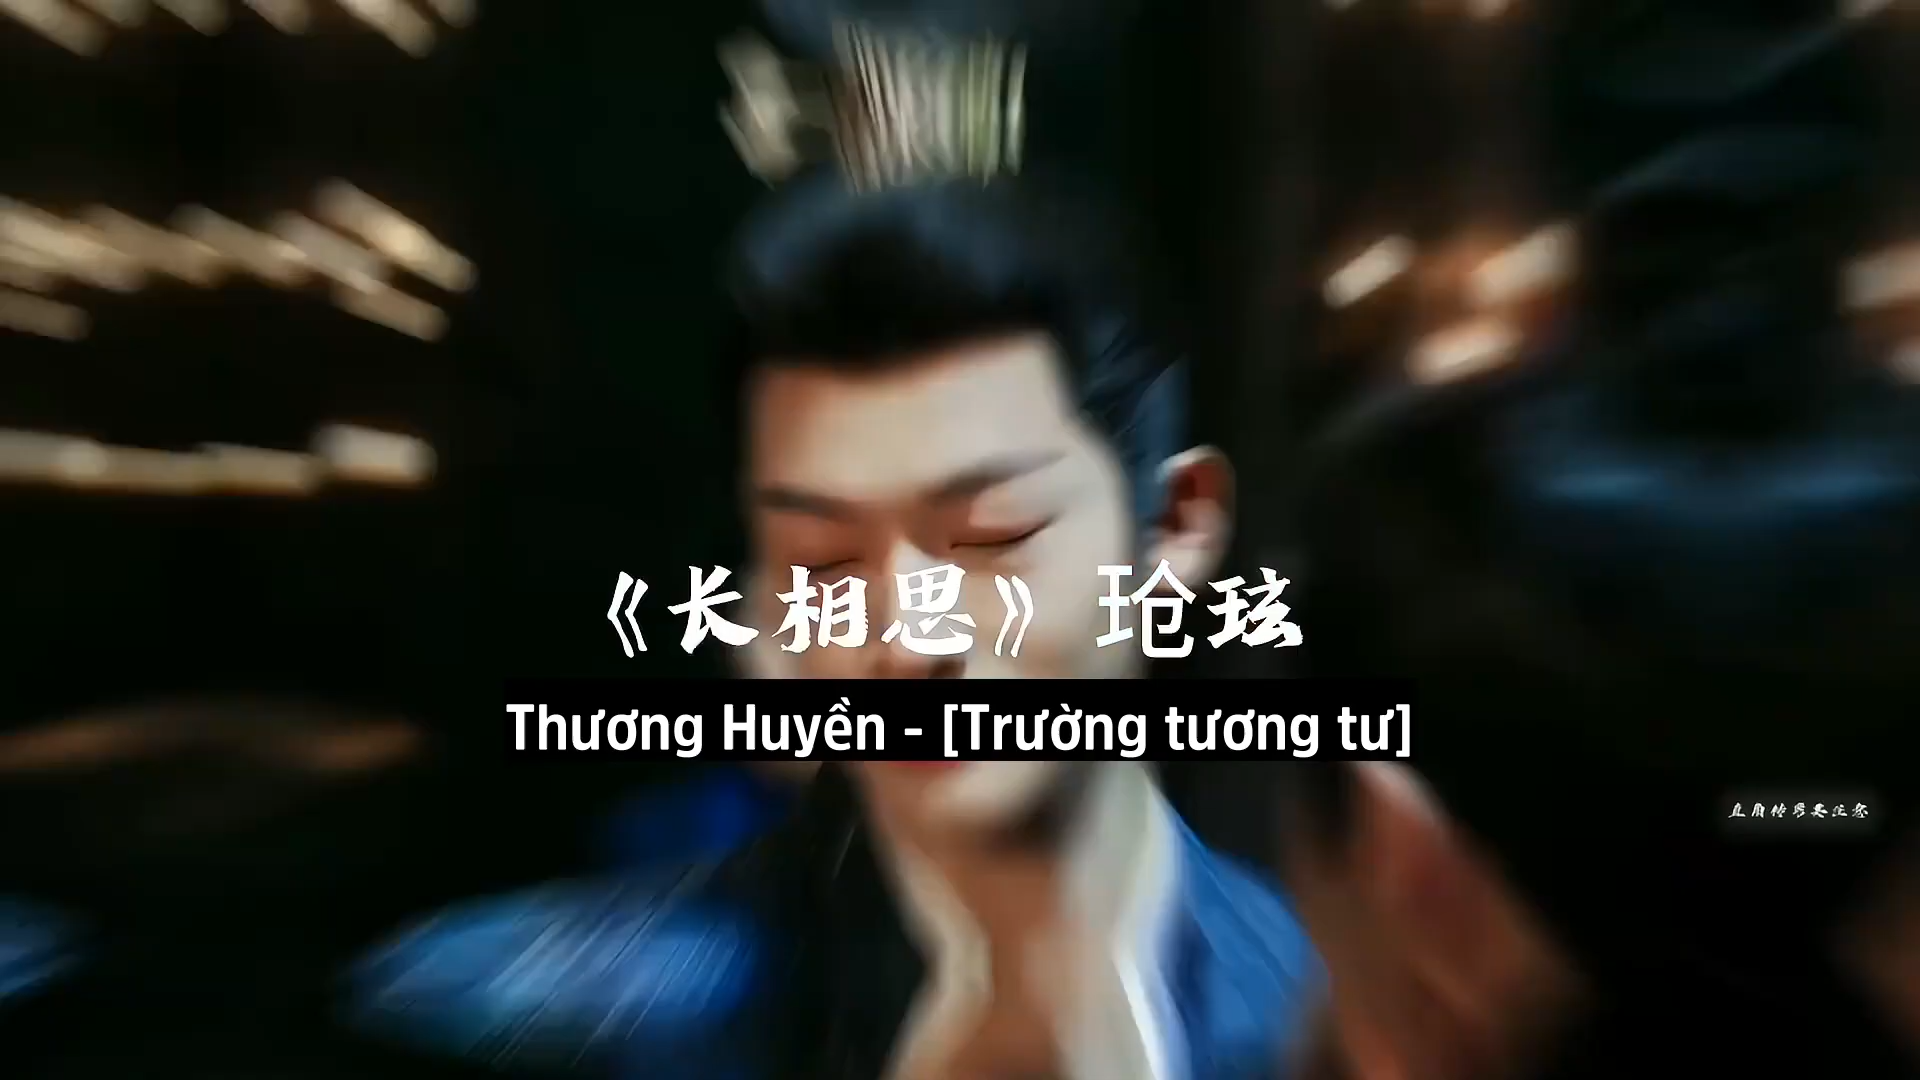 《长相思》玱玹
Thương Huyền - [Trường tương tư]